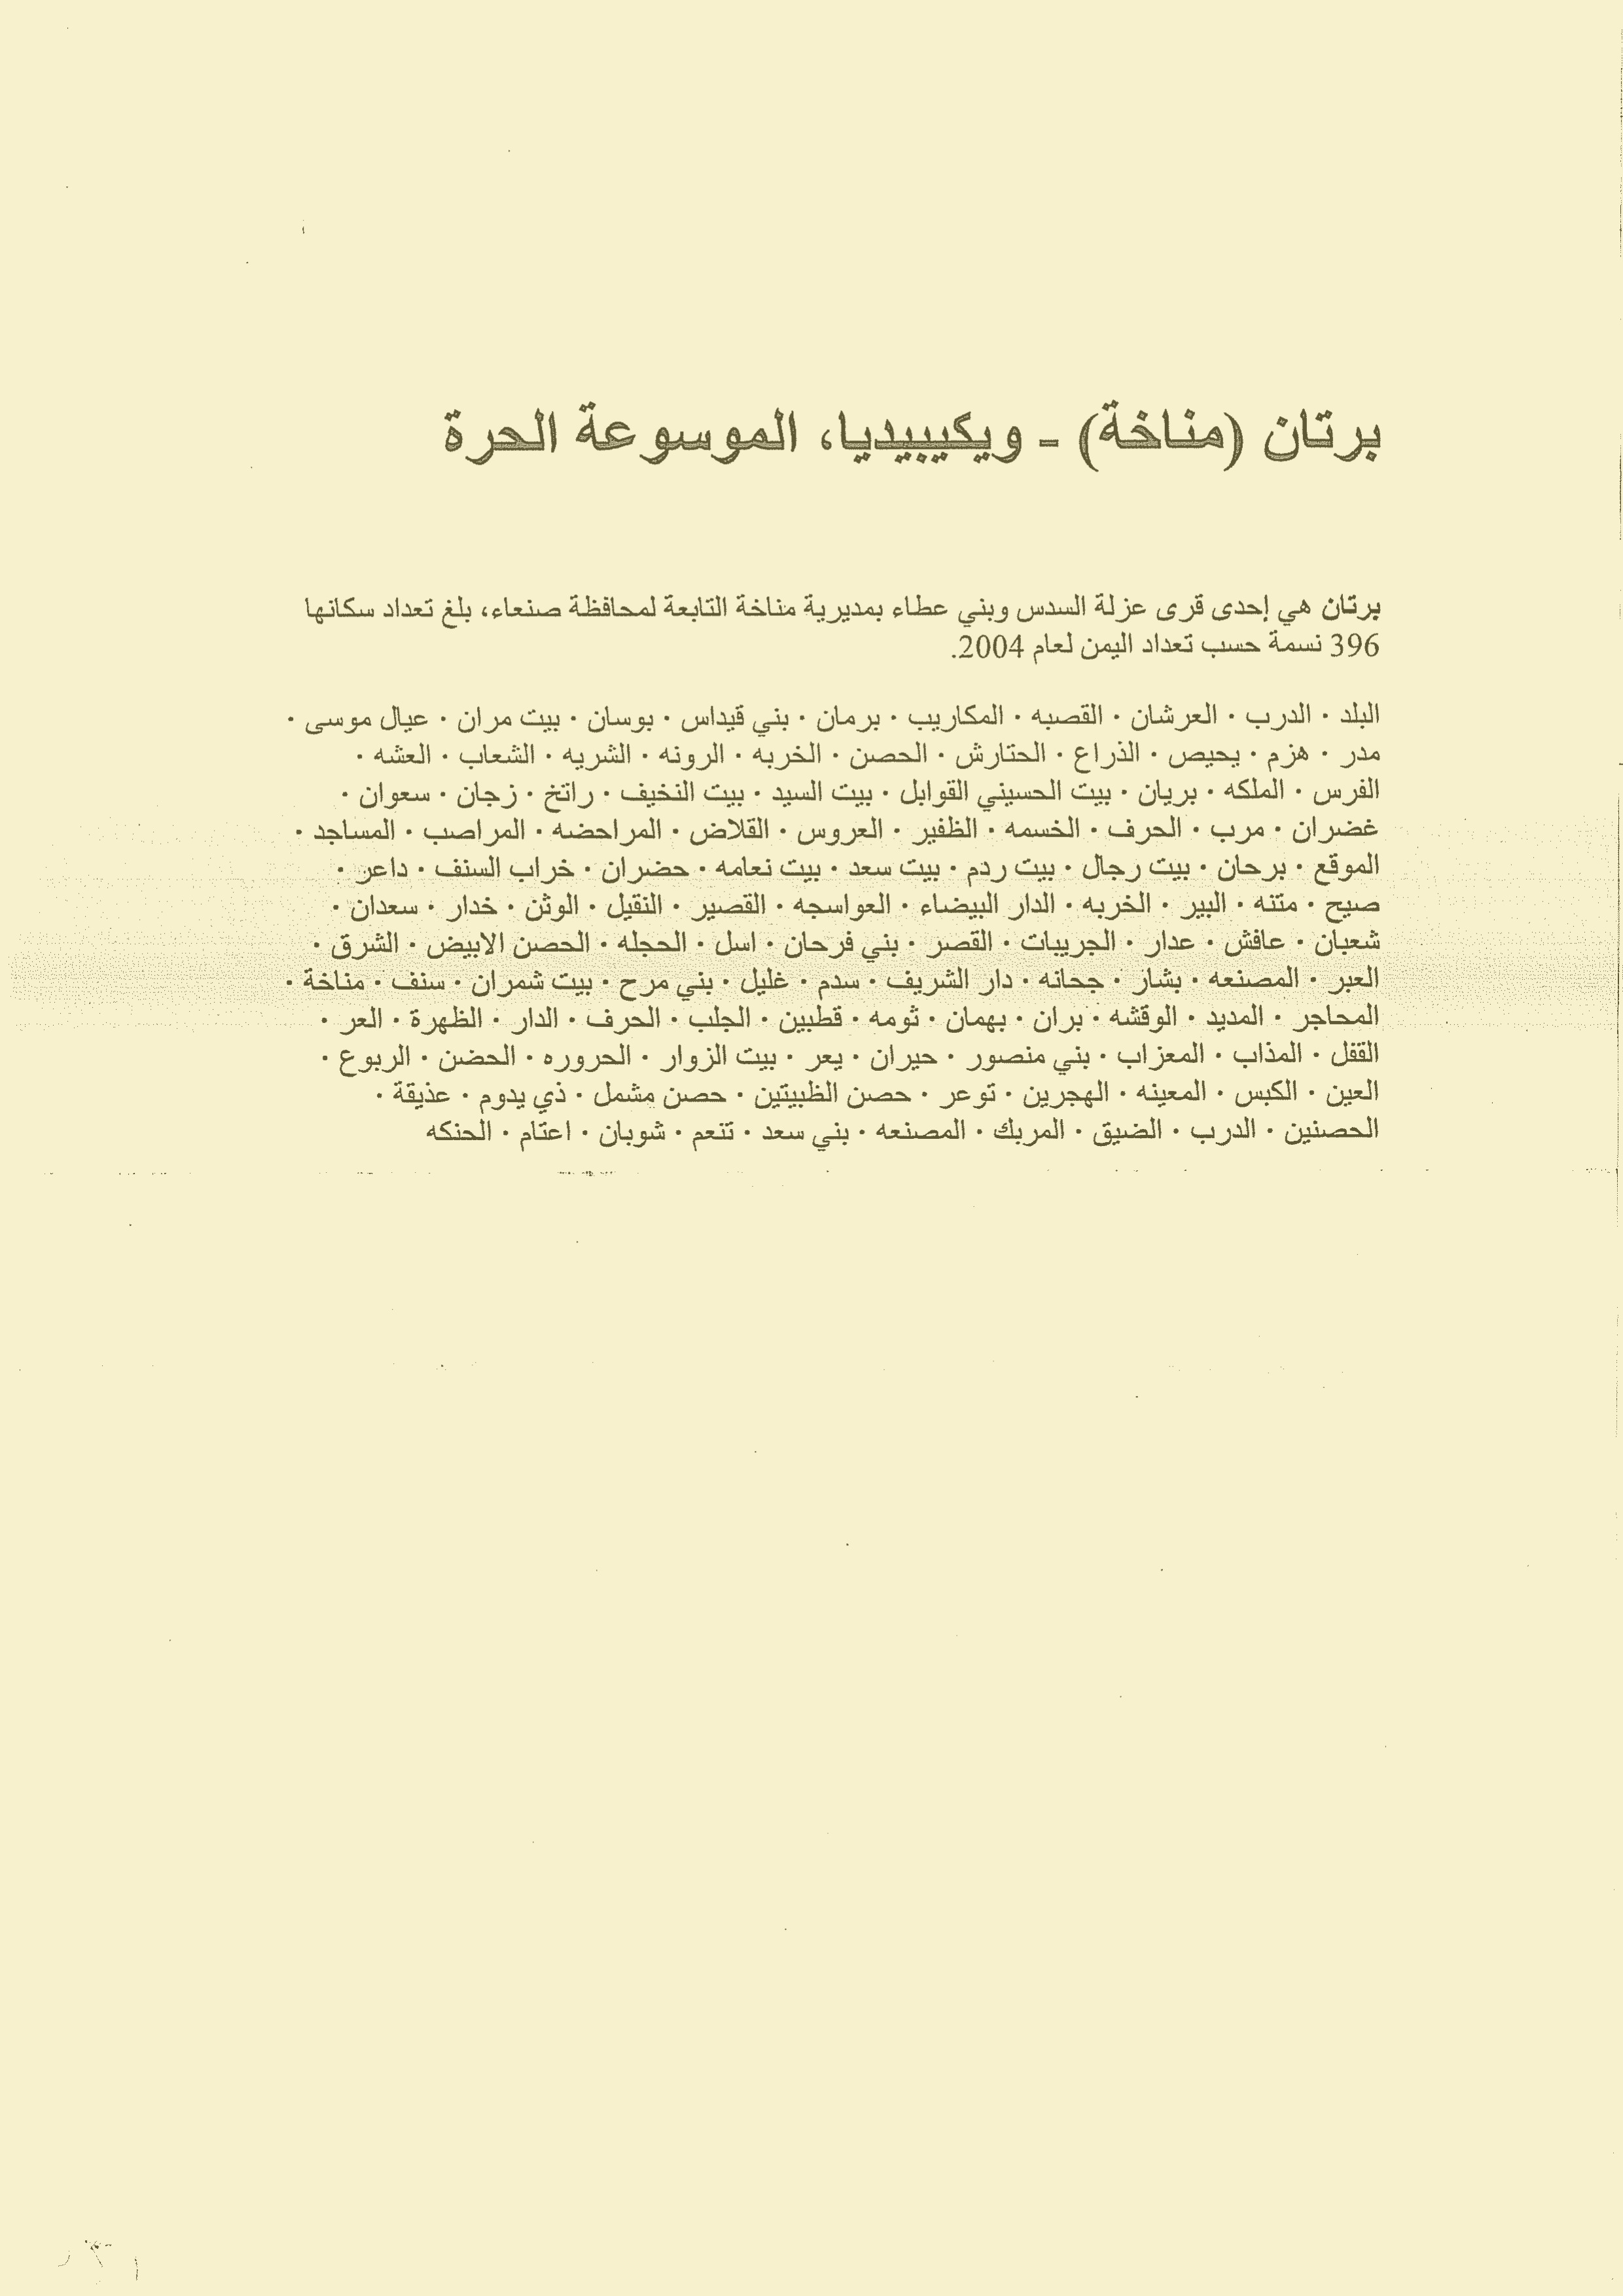 برتان (مناخة) - ويكيبيديا، الموسوعة الحرة
برتان هي إحدى قرى عزلة السدس وبني عطاء بمديرية مناخة التابعة لمحافظة صنعاء، بلغ تعداد سكانها
396 نسمة حسب تعداد اليمن لعام 2004.
البلد · الدرب · العرشان · القصبه · المكاريب · برمان · بني قيداس · بوسان · بيت مران · عيال موسى ·
مدر · هزم · يحيص · الذراع · الحتارش · الحصن · الخربه · الرونه · الشريه · الشعاب · العشه ·
الفرس · الملكه · بريان · بيت الحسيني القوابل · بيت السيد · بيت النخيف · راتخ · زجان · سعوان ·
غضران · مرب · الحرف · الخسمه · الظفير · العروس · القلاض · المراحضه · المراصب · المساجد ·
الموقع · برحان · بيت رجال · بيت ردم · بيت سعد · بيت نعامه · حضران · خراب السنف · داعر ·
صيح · متنه · البير · الخربه · الدار البيضاء · العواسجه · القصير · النقيل · الوثن · خدار · سعدان ·
شعبان · عافش · عدار · الجريبات · القصر · بني فرحان · اسل · الحجله · الحصن الابيض · الشرق ·
العبر · المصنعه · بشار · جحانه · دار الشريف · سدم · غليل · بني مرح · بيت شمران · سنف · مناخة ·
المحاجر · المديد · الوقشه · بران · بهمان · ثومه · قطبين · الجلب · الحرف · الدار · الظهرة · العر ·
القفل · المذاب · المعزاب · بني منصور · حيران · يعر · بيت الزوار · الحروره · الحضن · الربوع ·
العين · الكبس · المعينه · الهجرين · توعر · حصن الظبيتين · حصن مشمل · ذي يدوم · عذيقة ·
الحصنين · الدرب · الضيق · المربك · المصنعه · بني سعد · تنعم · شوبان · اعتام · الحنكه